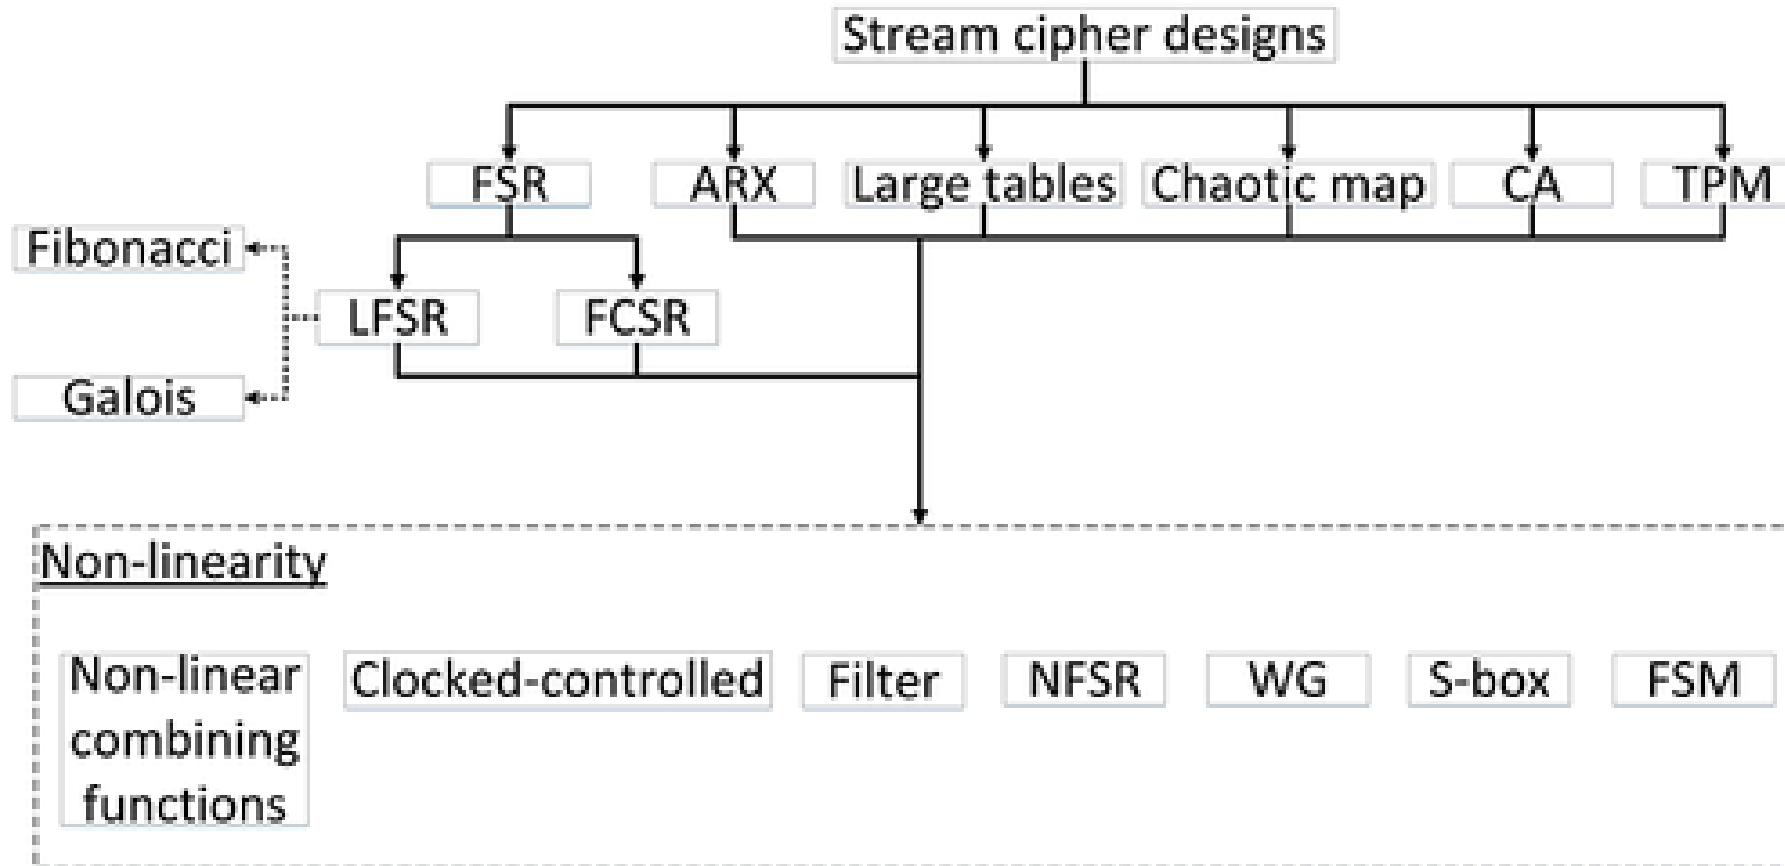 Stream cipher designs
FSR
ARX
Large tables
Chaotic map
CA
TPM
Fibonacci
LFSR
FCSR
Galois
Non-linearity
Non-linear
combining
functions
Clocked-controlled
Filter
NFSR
WG
S-box
FSM